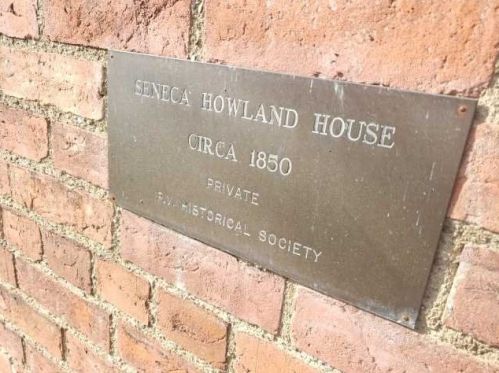 SENECA HOWLAND HOUSE
CIRCA 1850
PRIVATE
P.V. HISTORICAL SOCIETY